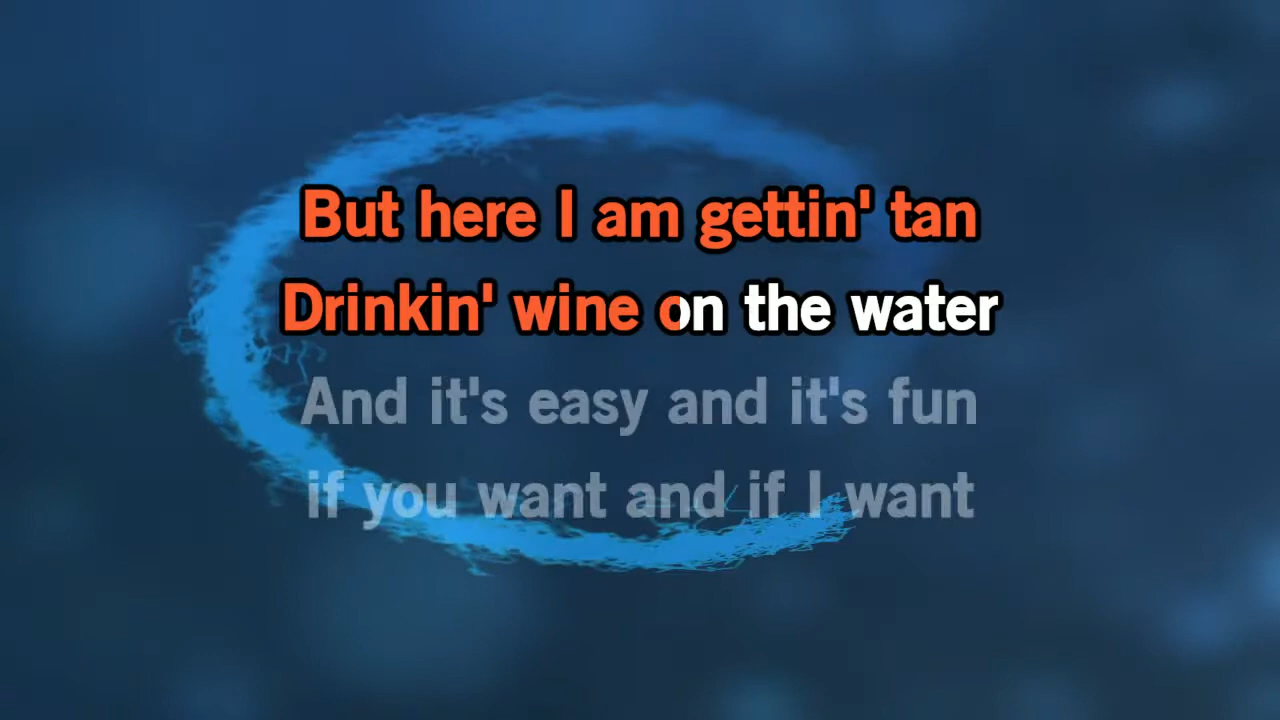 But here I am gettin' tan
Drinkin' wine on the water
And it's easy and it's fun
if you want and if I want